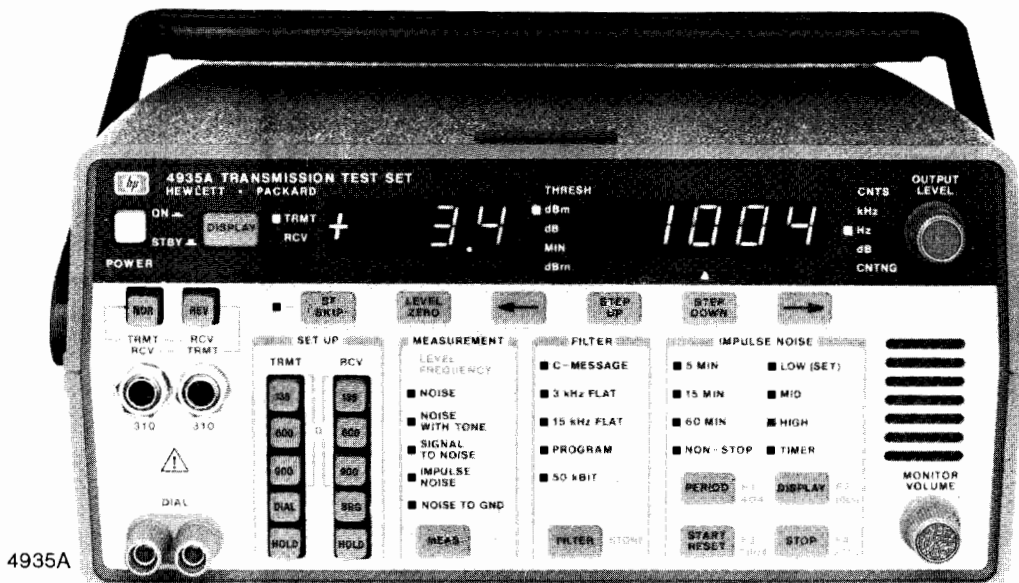 hp
4935A TRANSMISSION TEST SET
HEWLETT • PACKARD
ON
STBY
POWER
DISPLAY
TRMT
RCV
+ 3.4
THRESH
dBm
dB
MIN
dBrn
1004
CNTS
kHz
Hz
dB
CNTNG
OUTPUT
LEVEL
NOR
REV
TRMT
RCV
RCV
TRMT
310
310
DIAL
SF
SKIP
LEVEL
ZERO
STEP
UP
STEP
DOWN
SET UP
TRMT
RCV
135
600
900
DIAL
HOLD
135
600
900
BRG
HOLD
MEASUREMENT
LEVEL
FREQUENCY
NOISE
NOISE
WITH TONE
SIGNAL
TO NOISE
IMPULSE
NOISE
NOISE TO GND
MEAS
FILTER
C-MESSAGE
3 kHz FLAT
15 kHz FLAT
PROGRAM
50 kBIT
FILTER
IMPULSE NOISE
5 MIN
15 MIN
60 MIN
NON-STOP
LOW (SET)
MID
HIGH
TIMER
PERIOD
DISPLAY
START
RESET
STOP
MONITOR
VOLUME
4935A